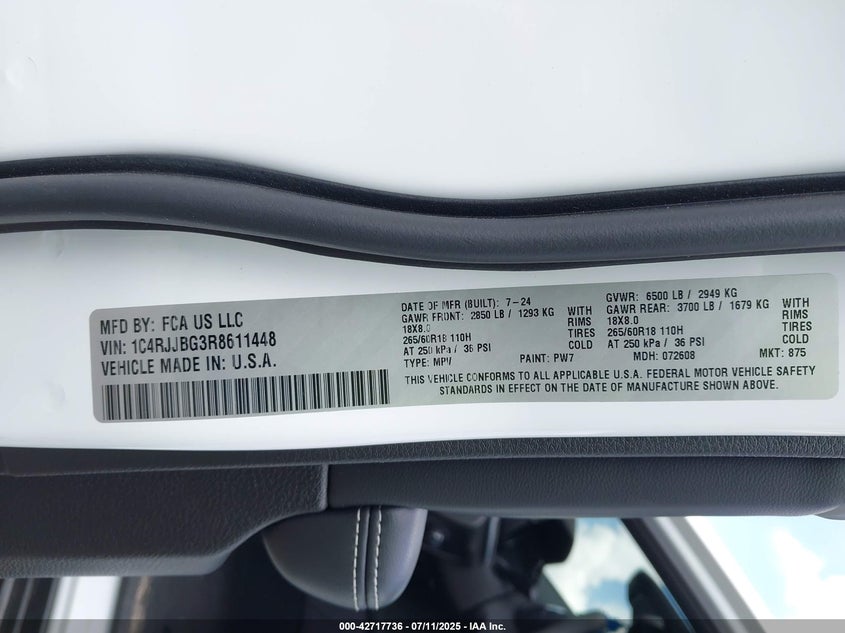 MFD BY: FCA US LLC
VIN: 1C4RJJBG3R8611448
VEHICLE MADE IN: U.S.A.
DATE OF MFR (BUILT): 7-24
GAWR FRONT: 2850 LB / 1293 KG WITH
18X8.0 RIMS
265/60R18 110H TIRES
AT 250 kPa / 36 PSI COLD
TYPE: MPV PAINT: PW7
GVWR: 6500 LB / 2949 KG
GAWR REAR: 3700 LB / 1679 KG WITH
18X8.0 RIMS
265/60R18 110H TIRES
AT 250 kPa / 36 PSI COLD
MDH: 072608 MKT: 875
THIS VEHICLE CONFORMS TO ALL APPLICABLE U.S.A. FEDERAL MOTOR VEHICLE SAFETY
STANDARDS IN EFFECT ON THE DATE OF MANUFACTURE SHOWN ABOVE.
000-42717736 - 07/11/2025 - IAA Inc.